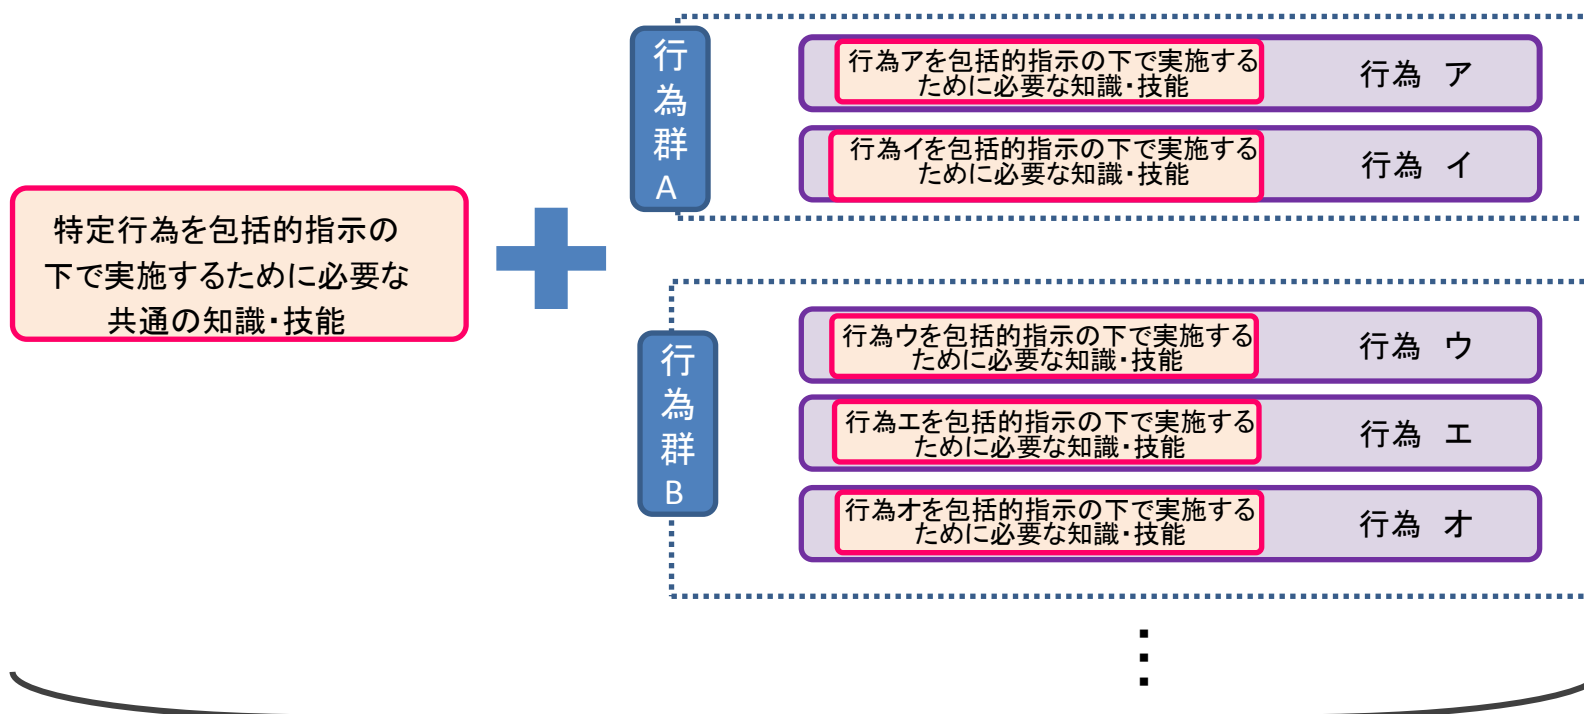 特定行為を包括的指示の
下で実施するために必要な
共通の知識・技能
行為群A
行為アを包括的指示の下で実施する
ために必要な知識・技能
行為 ア
行為イを包括的指示の下で実施する
ために必要な知識・技能
行為 イ
行為群B
行為ウを包括的指示の下で実施する
ために必要な知識・技能
行為 ウ
行為エを包括的指示の下で実施する
ために必要な知識・技能
行為 エ
行為オを包括的指示の下で実施する
ために必要な知識・技能
行為 オ